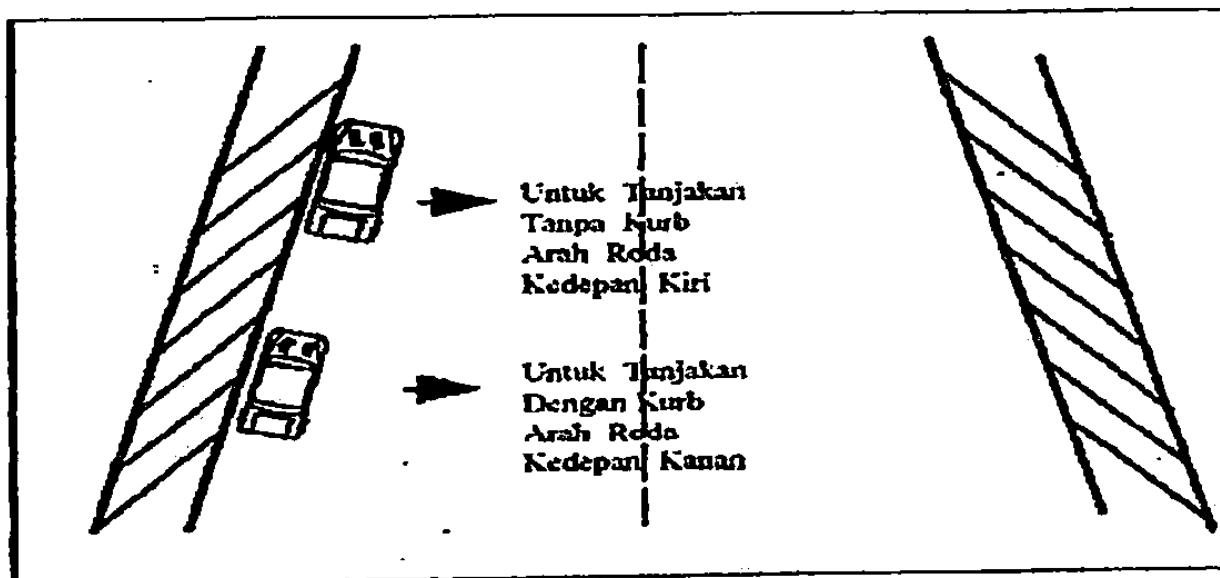 Untuk Tanjakan
Tanpa Kurb
Arah Roda
Kedepan Kiri
Untuk Tanjakan
Dengan Kurb
Arah Roda
Kedepan Kanan